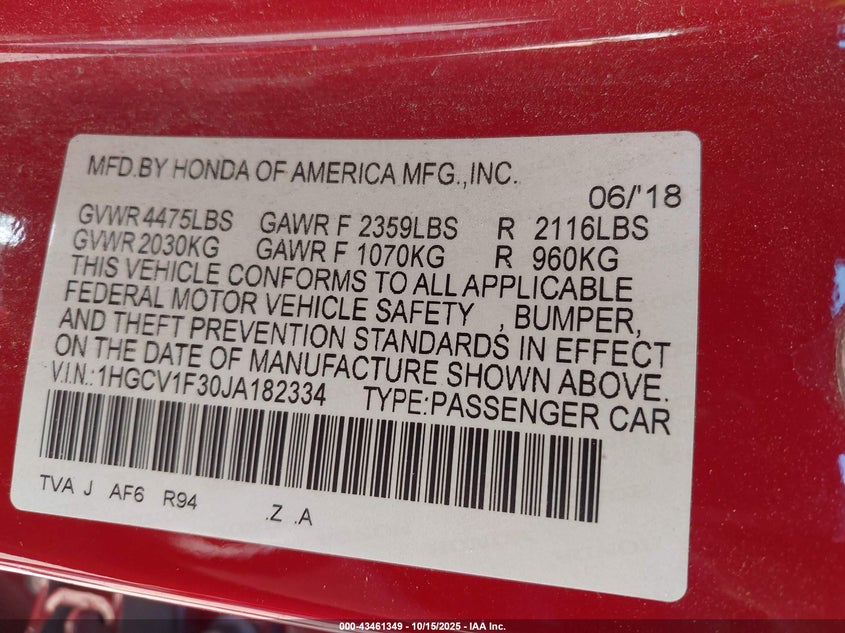 MFD.BY HONDA OF AMERICA MFG.,INC.
06/'18
GVWR 4475LBS GAWR F 2359LBS R 2116LBS
GVWR 2030KG GAWR F 1070KG R 960KG
THIS VEHICLE CONFORMS TO ALL APPLICABLE
FEDERAL MOTOR VEHICLE SAFETY , BUMPER,
AND THEFT PREVENTION STANDARDS IN EFFECT
ON THE DATE OF MANUFACTURE SHOWN ABOVE.
V.I.N.:1HGCV1F30JA182334 TYPE:PASSENGER CAR
TVA J AF6 R94 .Z .A
000-43461349 | 10/15/2025 - IAA Inc.